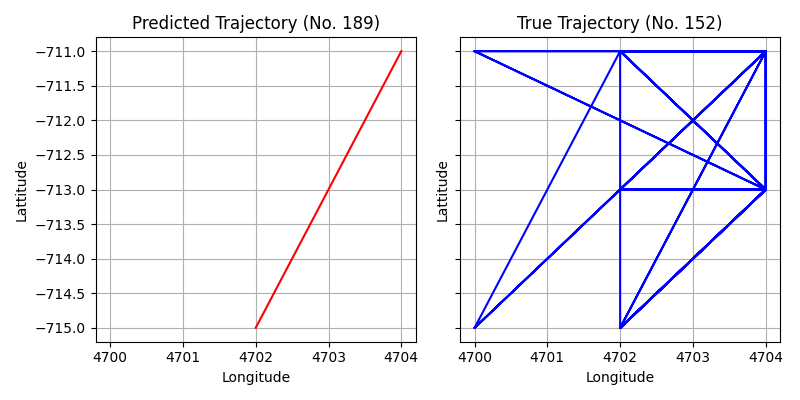 Predicted Trajectory (No. 189)
True Trajectory (No. 152)
−711.0
−711.5
−712.0
−712.5
−713.0
−713.5
−714.0
−714.5
−715.0
Lattitude
Lattitude
4700 4701 4702 4703 4704
4700 4701 4702 4703 4704
Longitude
Longitude